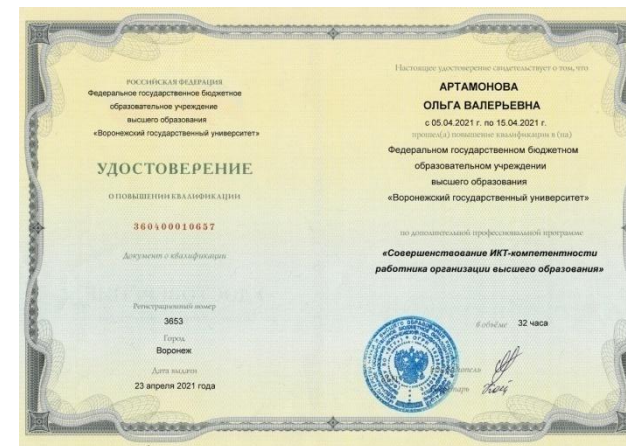 РОССИЙСКАЯ ФЕДЕРАЦИЯ
Федеральное государственное бюджетное
образовательное учреждение
высшего образования
«Воронежский государственный университет»
УДОСТОВЕРЕНИЕ
О ПОВЫШЕНИИ КВАЛИФИКАЦИИ
360400010657
Документ о квалификации
Регистрационный номер
3653
Город
Воронеж
Дата выдачи
23 апреля 2021 года
Настоящее удостоверение свидетельствует о том, что
АРТАМОНОВА
ОЛЬГА ВАЛЕРЬЕВНА
с 05.04.2021 г. по 15.04.2021 г.
прошел(а) повышение квалификации в (на)
Федеральном государственном бюджетном
образовательном учреждении
высшего образования
«Воронежский государственный университет»
по дополнительной профессиональной программе
«Совершенствование ИКТ-компетентности
работника организации высшего образования»
в объёме 32 часа